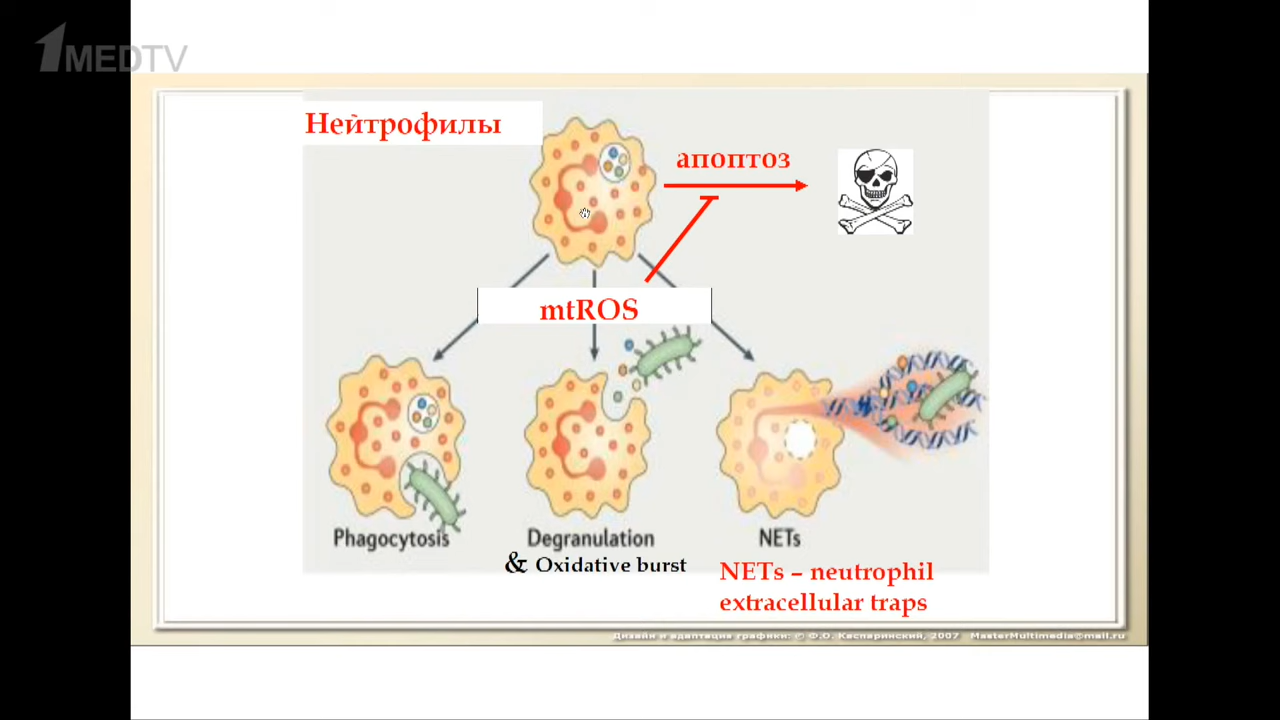 1MEDTV
Нейтрофилы
апоптоз
mtROS
Phagocytosis
Degranulation
& Oxidative burst
NETs
NETs – neutrophil
extracellular traps
Дизайн и адаптация графики: © Ф.О. Каспаринский, 2007 MasterMultimedia@mail.ru